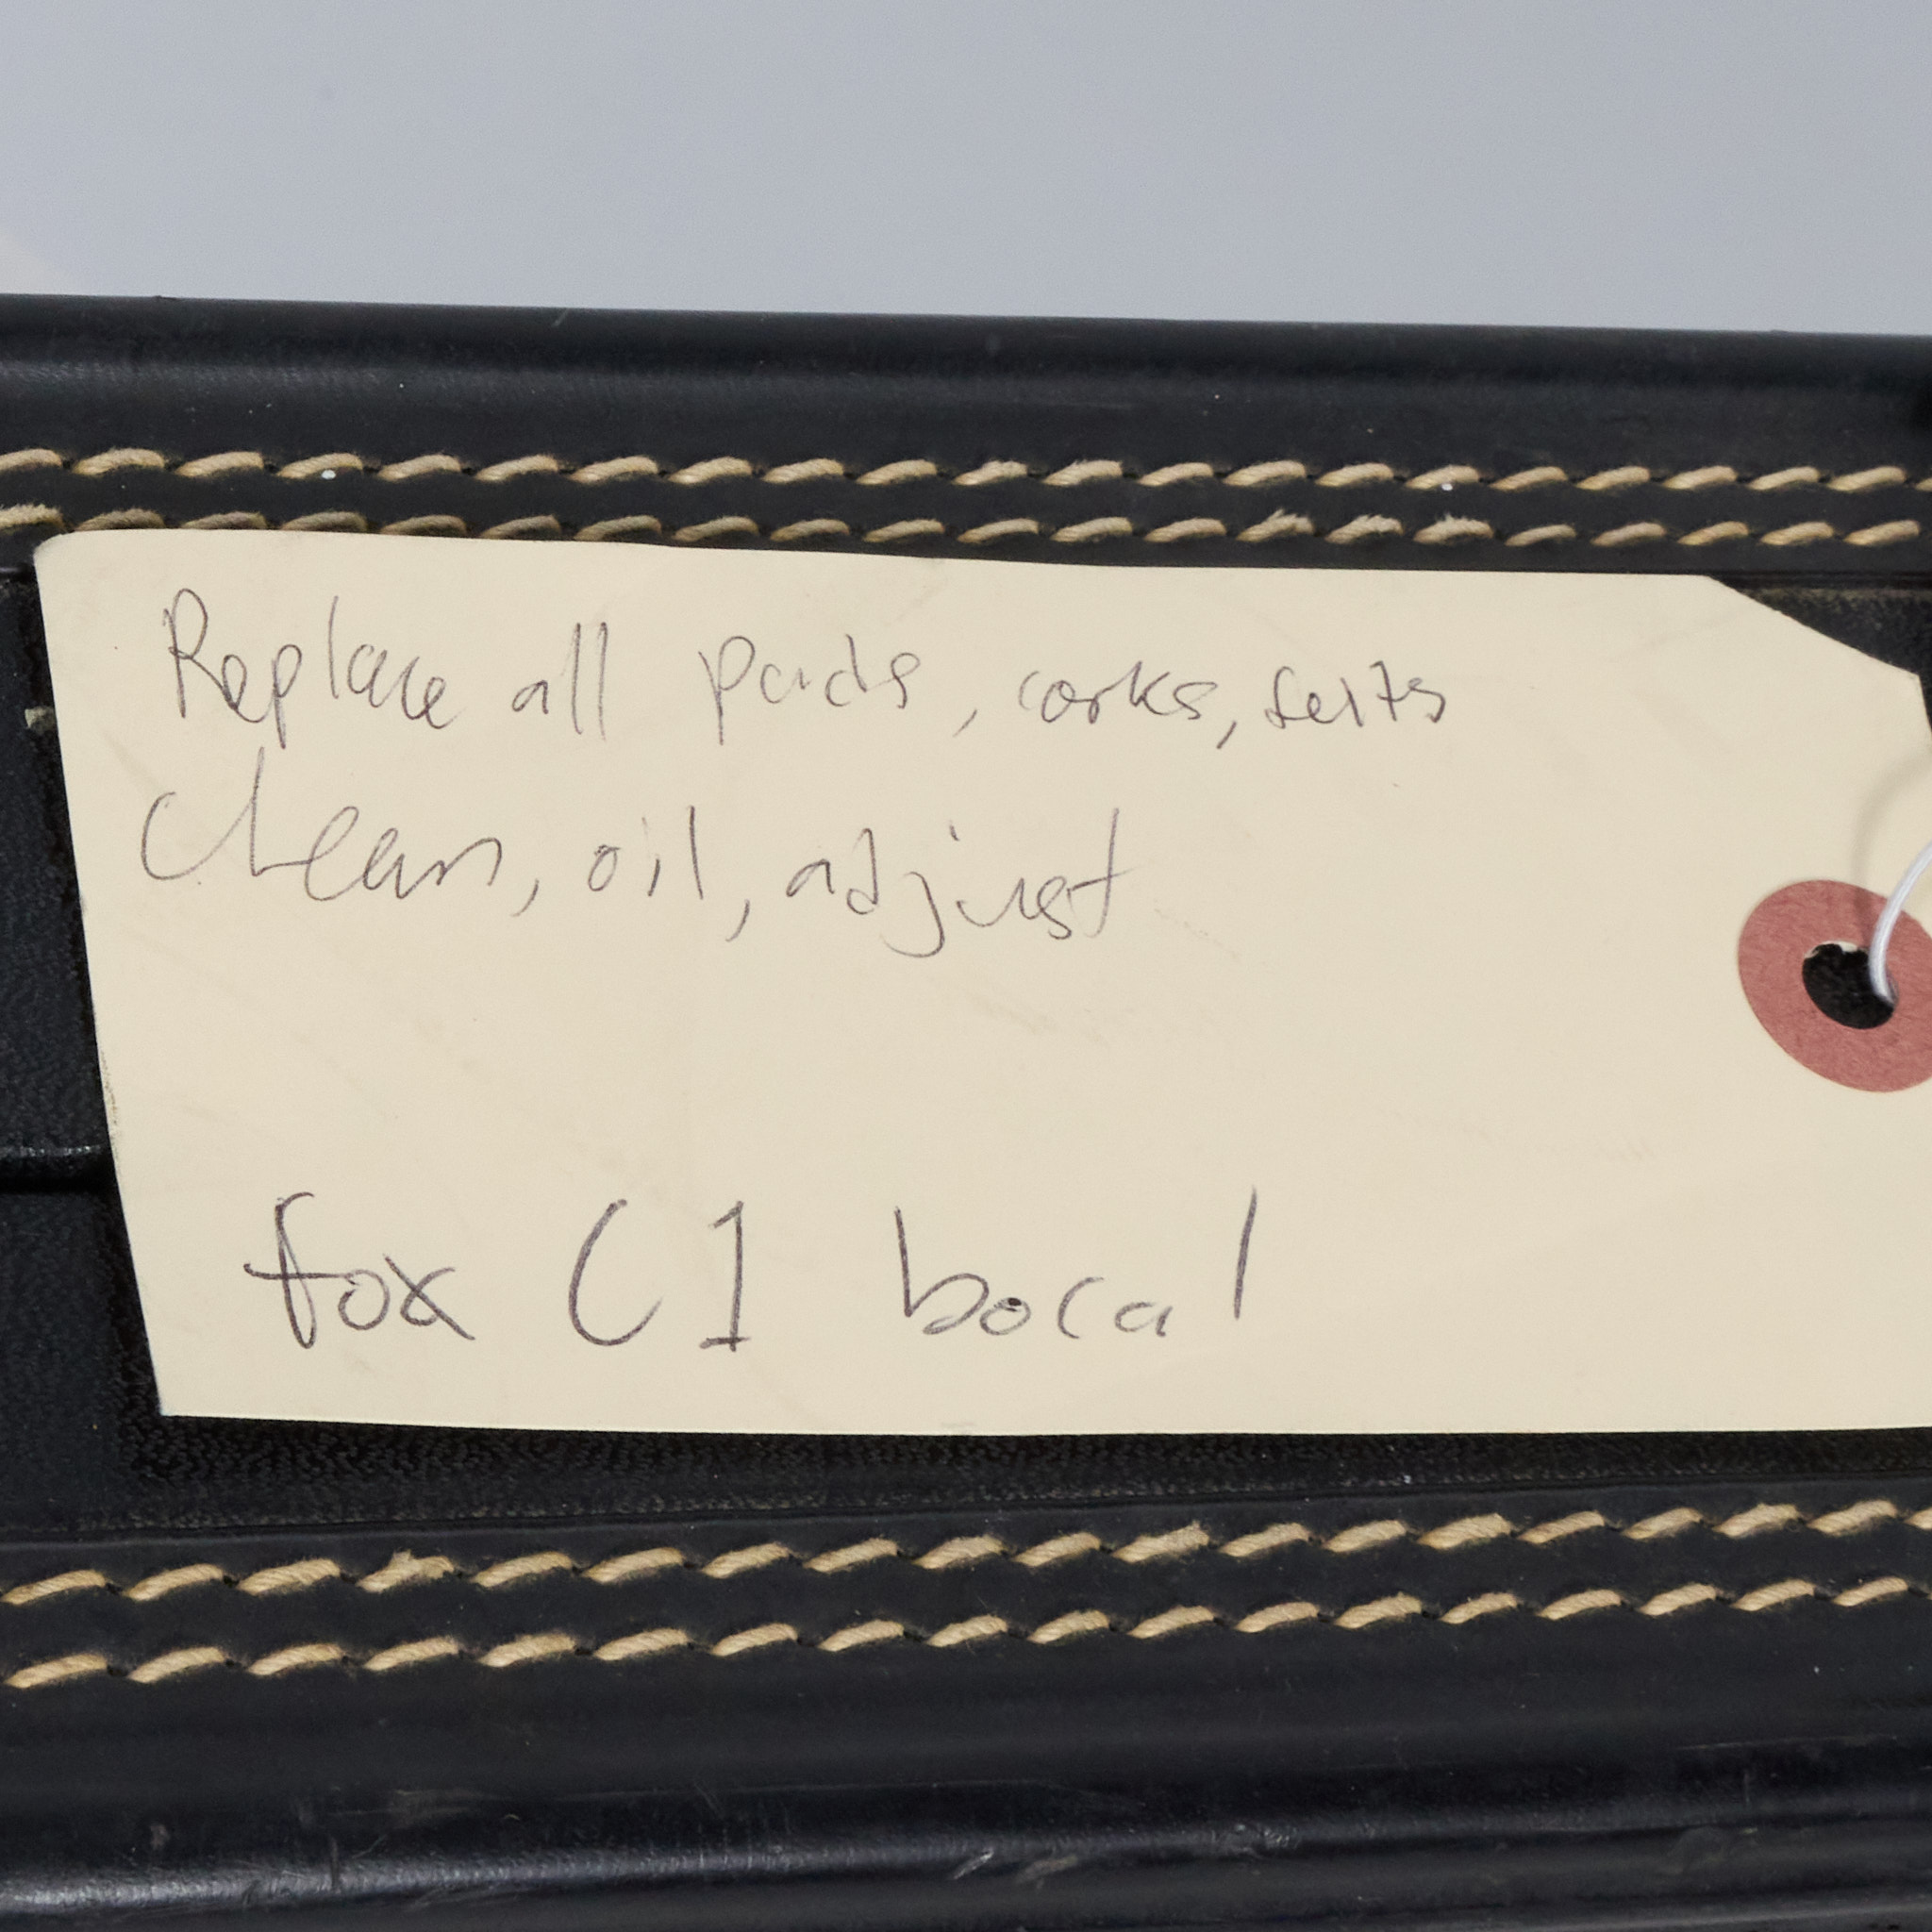 Replace all pads, corks, felts
clean, oil, adjust
fox C1 bocal